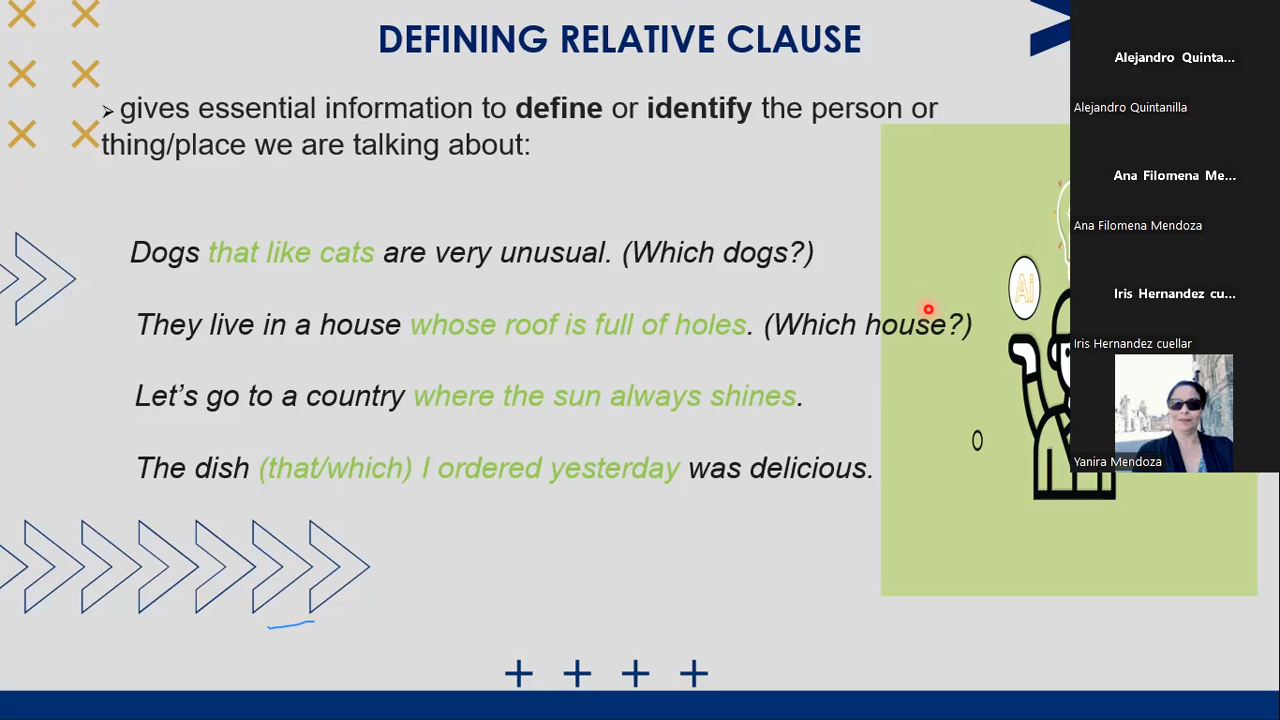 DEFINING RELATIVE CLAUSE
➢ gives essential information to define or identify the person or
thing/place we are talking about:
Dogs that like cats are very unusual. (Which dogs?)
They live in a house whose roof is full of holes. (Which house?)
Let's go to a country where the sun always shines.
The dish (that/which) I ordered yesterday was delicious.
Ai
Alejandro Quinta...
Alejandro Quintanilla
Ana Filomena Me...
Ana Filomena Mendoza
Iris Hernandez cu...
Iris Hernandez cuellar
Yanira Mendoza